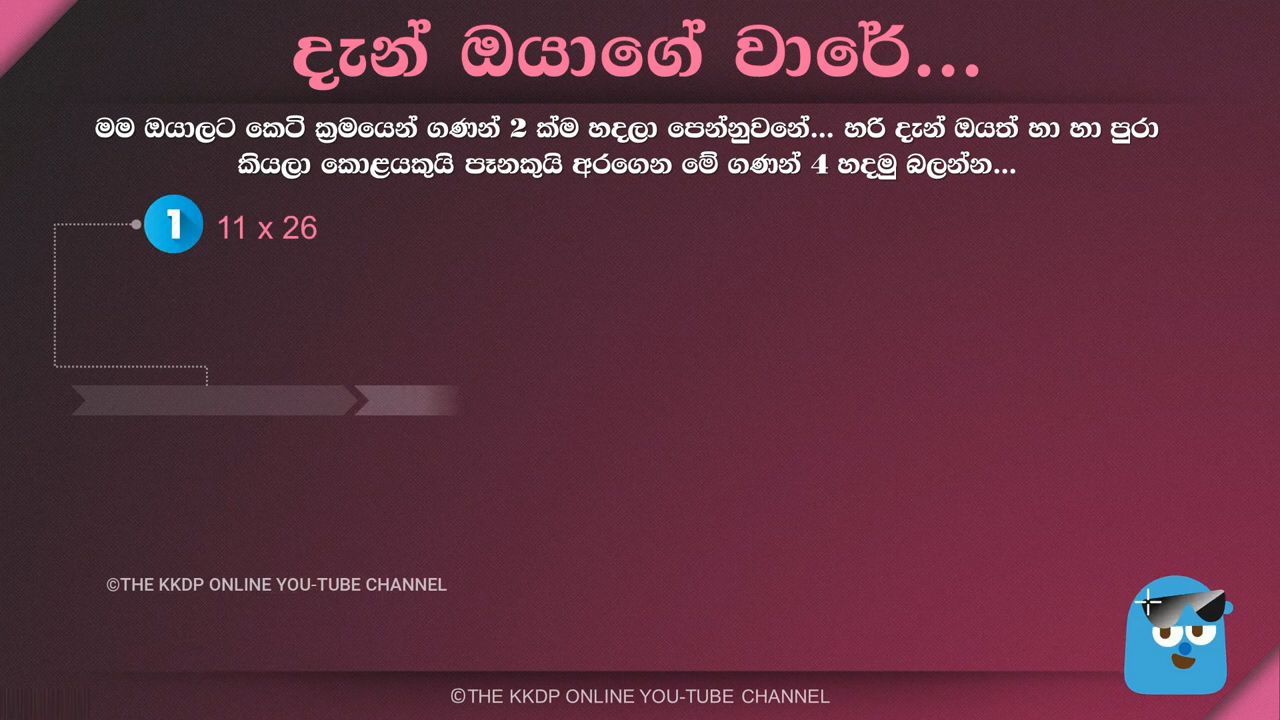 දැන් ඔයාගේ වාරේ...
මම ඔයාලට කෙටි ක්‍රමයෙන් ගණන් 2 ක්ම හදලා පෙන්නුවනේ... හරි දැන් ඔයත් හා හා පුරා
කියලා කොළයකුයි පෑනකුයි අරගෙන මේ ගණන් 4 හදමු බලන්න...
1 11 x 26
©THE KKDP ONLINE YOU-TUBE CHANNEL
©THE KKDP ONLINE YOU-TUBE CHANNEL